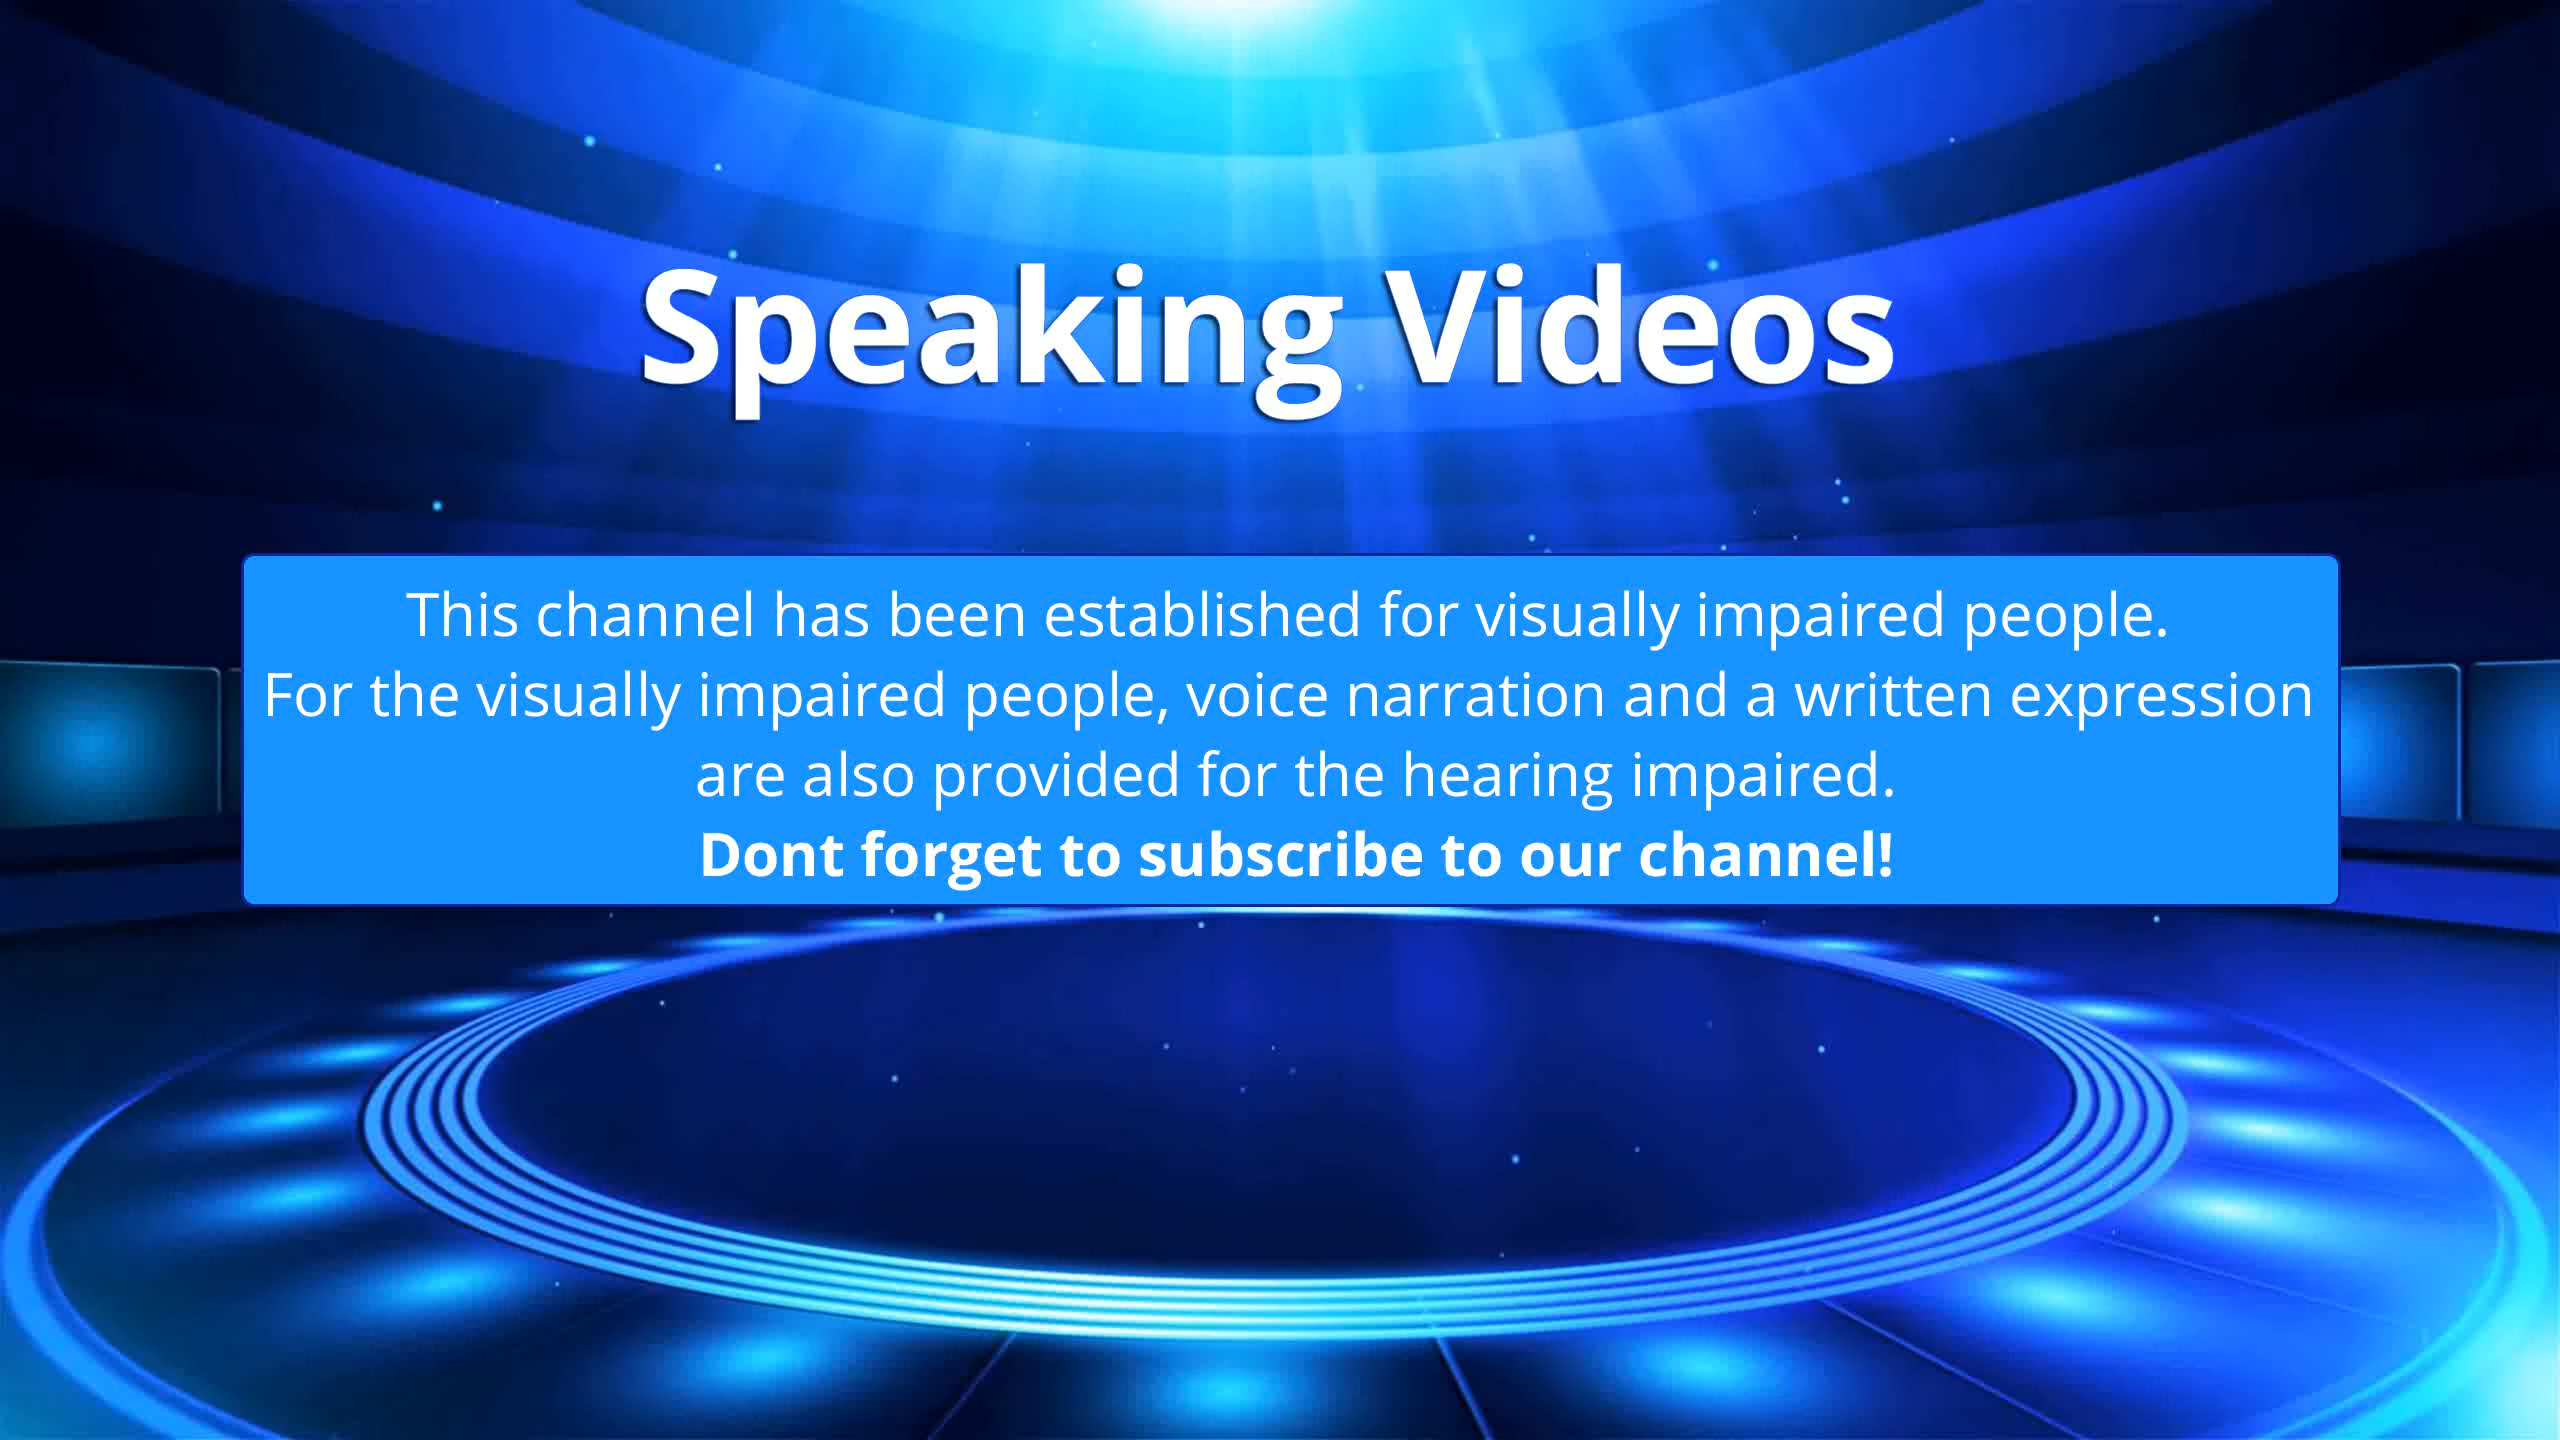 Speaking Videos
This channel has been established for visually impaired people.
For the visually impaired people, voice narration and a written expression
are also provided for the hearing impaired.
Dont forget to subscribe to our channel!